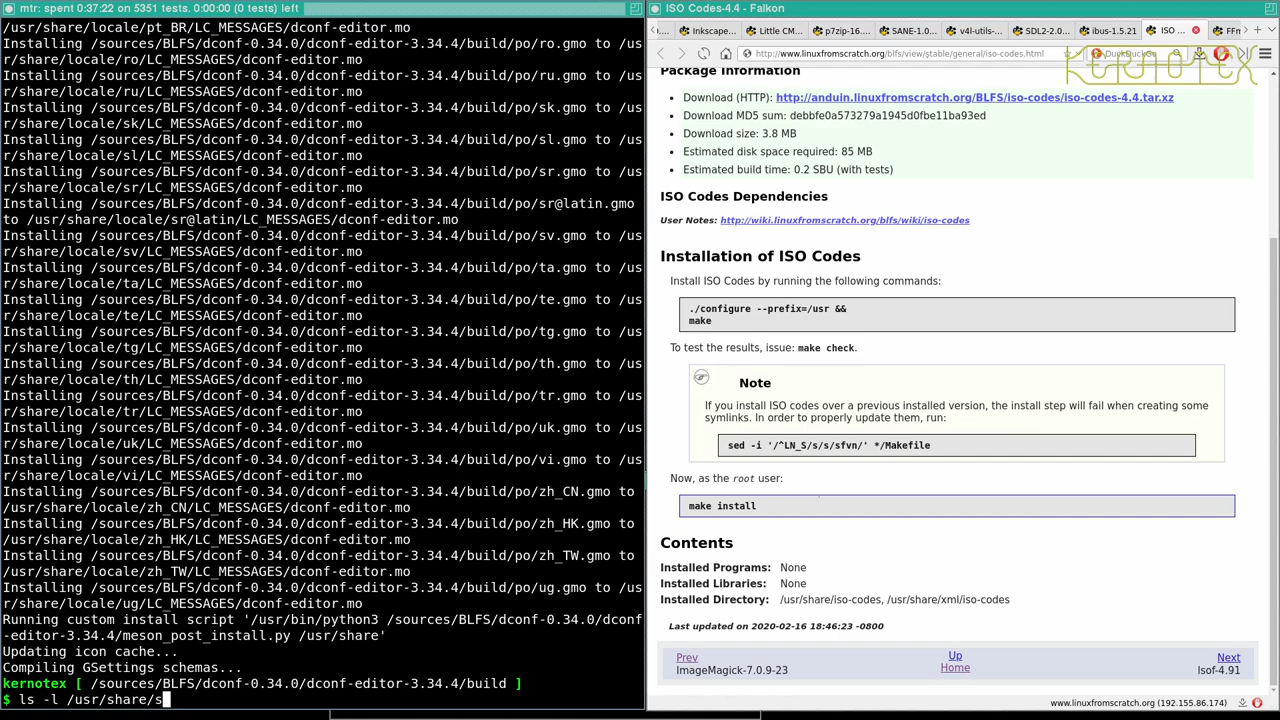 mtr: spent 0:37:22 on 5351 tests. 0:00:00 (0 tests) left
/usr/share/locale/pt_BR/LC_MESSAGES/dconf-editor.mo
Installing /sources/BLFS/dconf-0.34.0/dconf-editor-3.34.4/build/po/ro.gmo to /us
r/share/locale/ro/LC_MESSAGES/dconf-editor.mo
Installing /sources/BLFS/dconf-0.34.0/dconf-editor-3.34.4/build/po/ru.gmo to /us
r/share/locale/ru/LC_MESSAGES/dconf-editor.mo
Installing /sources/BLFS/dconf-0.34.0/dconf-editor-3.34.4/build/po/sk.gmo to /us
r/share/locale/sk/LC_MESSAGES/dconf-editor.mo
Installing /sources/BLFS/dconf-0.34.0/dconf-editor-3.34.4/build/po/sl.gmo to /us
r/share/locale/sl/LC_MESSAGES/dconf-editor.mo
Installing /sources/BLFS/dconf-0.34.0/dconf-editor-3.34.4/build/po/sr.gmo to /us
r/share/locale/sr/LC_MESSAGES/dconf-editor.mo
Installing /sources/BLFS/dconf-0.34.0/dconf-editor-3.34.4/build/po/sr@latin.gmo
to /usr/share/locale/sr@latin/LC_MESSAGES/dconf-editor.mo
Installing /sources/BLFS/dconf-0.34.0/dconf-editor-3.34.4/build/po/sv.gmo to /us
r/share/locale/sv/LC_MESSAGES/dconf-editor.mo
Installing /sources/BLFS/dconf-0.34.0/dconf-editor-3.34.4/build/po/ta.gmo to /us
r/share/locale/ta/LC_MESSAGES/dconf-editor.mo
Installing /sources/BLFS/dconf-0.34.0/dconf-editor-3.34.4/build/po/te.gmo to /us
r/share/locale/te/LC_MESSAGES/dconf-editor.mo
Installing /sources/BLFS/dconf-0.34.0/dconf-editor-3.34.4/build/po/tg.gmo to /us
r/share/locale/tg/LC_MESSAGES/dconf-editor.mo
Installing /sources/BLFS/dconf-0.34.0/dconf-editor-3.34.4/build/po/th.gmo to /us
r/share/locale/th/LC_MESSAGES/dconf-editor.mo
Installing /sources/BLFS/dconf-0.34.0/dconf-editor-3.34.4/build/po/tr.gmo to /us
r/share/locale/tr/LC_MESSAGES/dconf-editor.mo
Installing /sources/BLFS/dconf-0.34.0/dconf-editor-3.34.4/build/po/uk.gmo to /us
r/share/locale/uk/LC_MESSAGES/dconf-editor.mo
Installing /sources/BLFS/dconf-0.34.0/dconf-editor-3.34.4/build/po/vi.gmo to /us
r/share/locale/vi/LC_MESSAGES/dconf-editor.mo
Installing /sources/BLFS/dconf-0.34.0/dconf-editor-3.34.4/build/po/zh_CN.gmo to
/usr/share/locale/zh_CN/LC_MESSAGES/dconf-editor.mo
Installing /sources/BLFS/dconf-0.34.0/dconf-editor-3.34.4/build/po/zh_HK.gmo to
/usr/share/locale/zh_HK/LC_MESSAGES/dconf-editor.mo
Installing /sources/BLFS/dconf-0.34.0/dconf-editor-3.34.4/build/po/zh_TW.gmo to
/usr/share/locale/zh_TW/LC_MESSAGES/dconf-editor.mo
Installing /sources/BLFS/dconf-0.34.0/dconf-editor-3.34.4/build/po/ug.gmo to /us
r/share/locale/ug/LC_MESSAGES/dconf-editor.mo
Running custom install script '/usr/bin/python3 /sources/BLFS/dconf-0.34.0/dconf
-editor-3.34.4/meson_post_install.py /usr/share'
Updating icon cache...
Compiling GSettings schemas...
kernotex [ /sources/BLFS/dconf-0.34.0/dconf-editor-3.34.4/build ]
$ ls -l /usr/share/s
ISO Codes-4.4 - Falkon
Inkscape... Little CM... p7zip-16.... SANE-1.0... v4l-utils-... SDL2-2.0... ibus-1.5.21 ISO ... FFm
http://www.linuxfromscratch.org/blfs/view/stable/general/iso-codes.html DuckDuckGo
KERNOTEX
Package Information
Download (HTTP): http://anduin.linuxfromscratch.org/BLFS/iso-codes/iso-codes-4.4.tar.xz
Download MD5 sum: debbfe0a573279a1945d0fbe11ba93ed
Download size: 3.8 MB
Estimated disk space required: 85 MB
Estimated build time: 0.2 SBU (with tests)
ISO Codes Dependencies
User Notes: http://wiki.linuxfromscratch.org/blfs/wiki/iso-codes
Installation of ISO Codes
Install ISO Codes by running the following commands:
./configure --prefix=/usr &&
make
To test the results, issue: make check.
Note
If you install ISO codes over a previous installed version, the install step will fail when creating some
symlinks. In order to properly update them, run:
sed -i '/^LN_S/s/s/sfvn/' */Makefile
Now, as the root user:
make install
Contents
Installed Programs: None
Installed Libraries: None
Installed Directory: /usr/share/iso-codes, /usr/share/xml/iso-codes
Last updated on 2020-02-16 18:46:23 -0800
Prev Up Next
ImageMagick-7.0.9-23 Home lsof-4.91
www.linuxfromscratch.org (192.155.86.174)